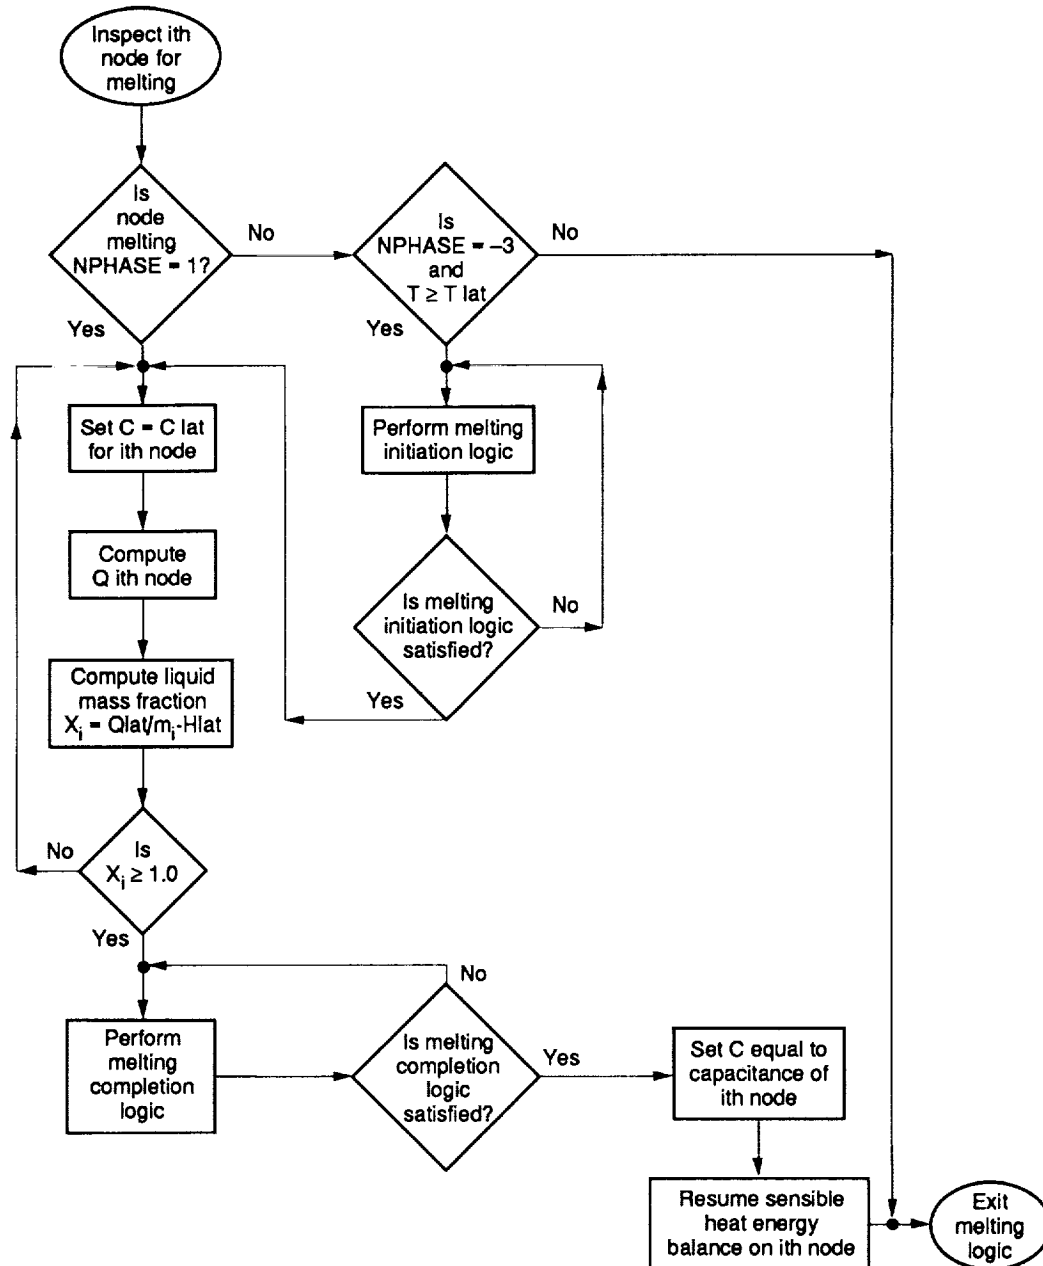 Inspect ith
node for
melting
Is
node
melting
NPHASE = 1?
No
Yes
Is
NPHASE = –3
and
T ≥ T lat
No
Yes
Set C = C lat
for ith node
Perform melting
initiation logic
Compute
Q ith node
Is melting
initiation logic
satisfied?
No
Yes
Compute liquid
mass fraction
Xi = Qlat/mi-Hlat
Is
Xi ≥ 1.0
No
Yes
Perform
melting
completion
logic
Is melting
completion
logic
satisfied?
No
Yes
Set C equal to
capacitance of
ith node
Resume sensible
heat energy
balance on ith node
Exit
melting
logic